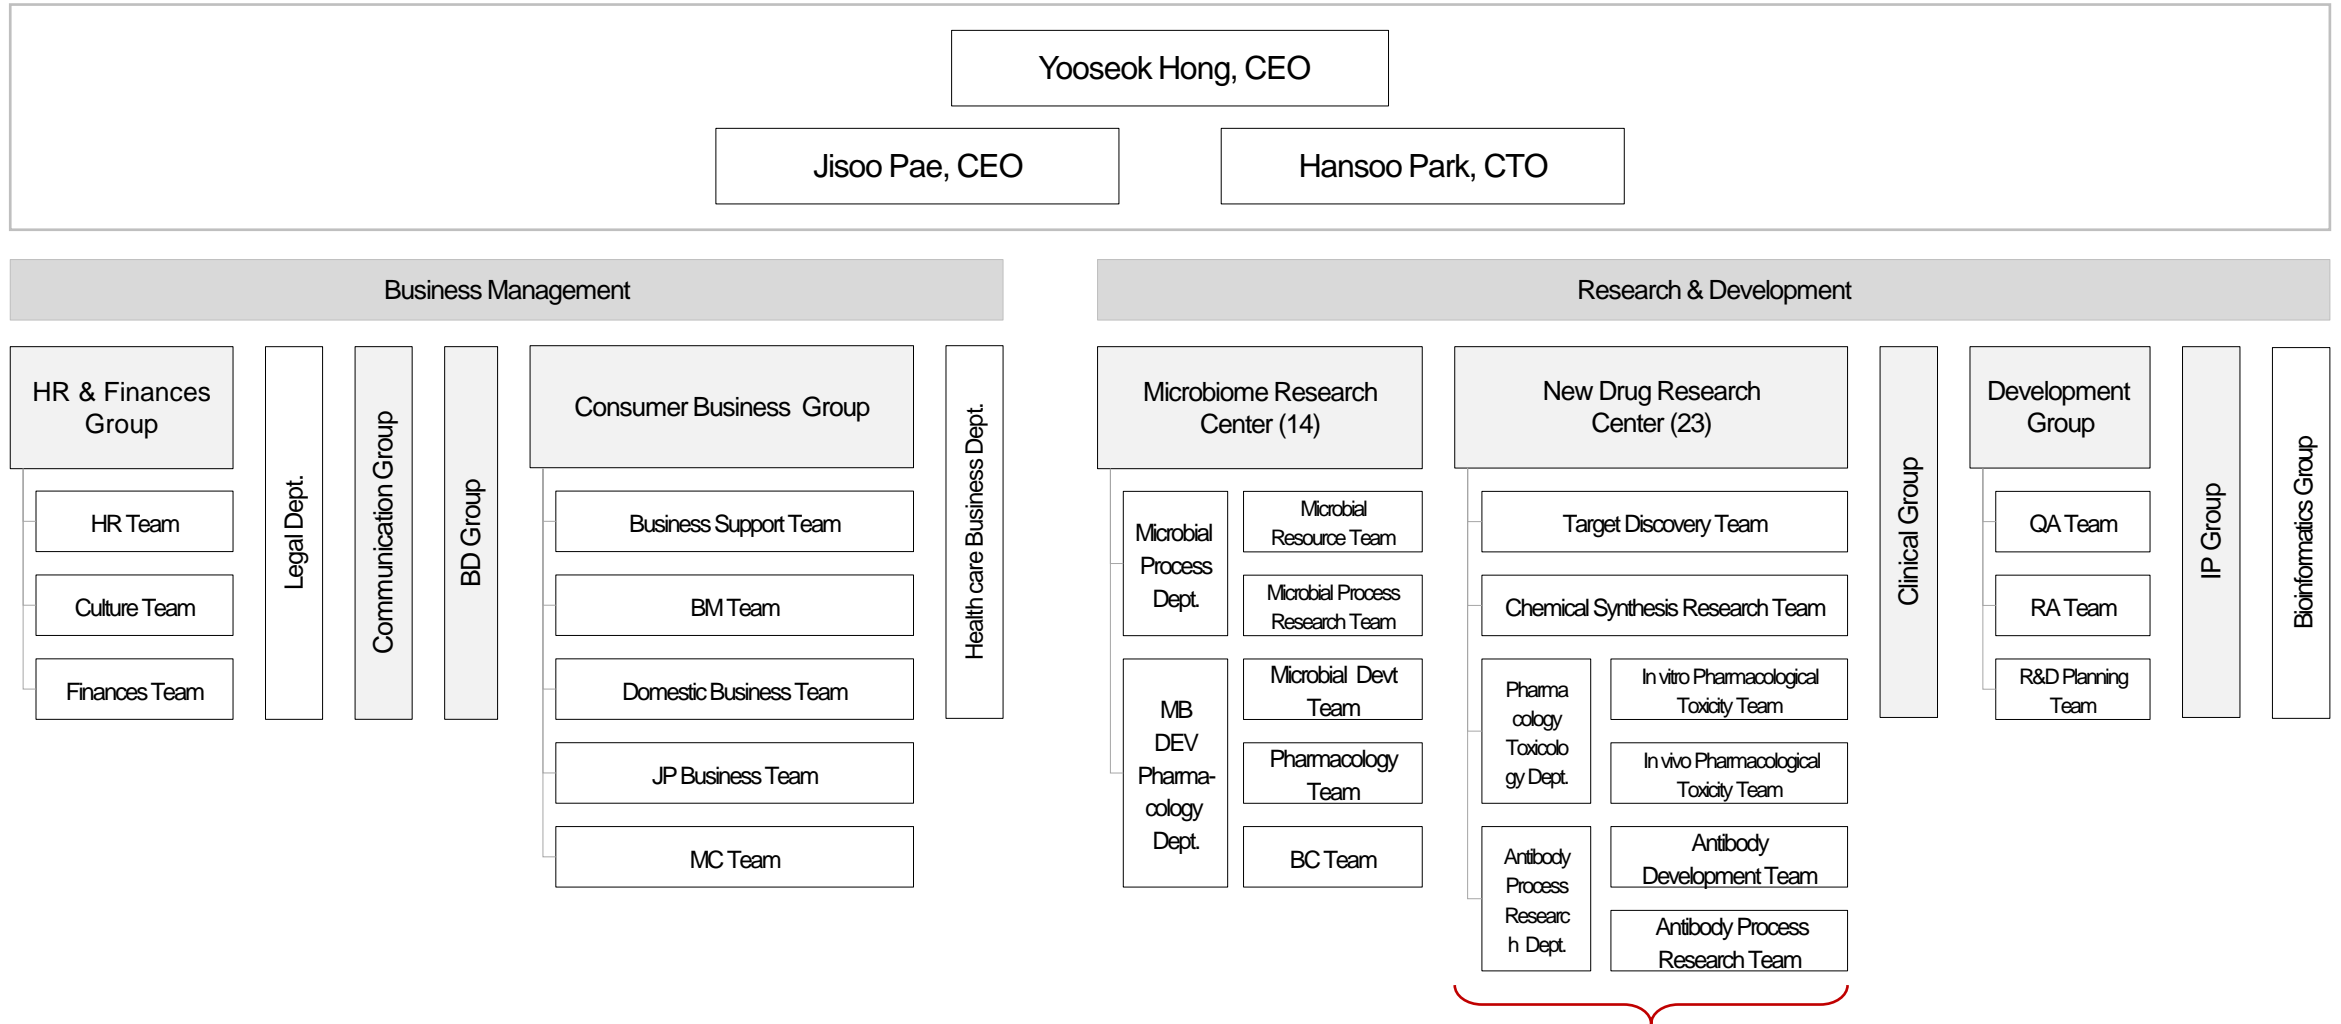 Yooseok Hong, CEO
Jisoo Pae, CEO
Hansoo Park, CTO
Business Management
HR & Finances
Group
HR Team
Culture Team
Finances Team
Legal Dept.
Communication Group
BD Group
Consumer Business Group
Business Support Team
BM Team
Domestic Business Team
JP Business Team
MC Team
Health care Business Dept.
Research & Development
Microbiome Research
Center (14)
Microbial
Process
Dept.
Microbial
Resource Team
Microbial Process
Research Team
MB
DEV
Pharma-
cology
Dept.
Microbial Devt
Team
Pharmacology
Team
BC Team
New Drug Research
Center (23)
Target Discovery Team
Chemical Synthesis Research Team
Pharma
cology
Toxicolo
gy Dept.
In vitro Pharmacological
Toxicity Team
In vivo Pharmacological
Toxicity Team
Antibody
Process
Researc
h Dept.
Antibody
Development Team
Antibody Process
Research Team
Clinical Group
Development
Group
QA Team
RA Team
R&D Planning
Team
IP Group
Bioinformatics Group